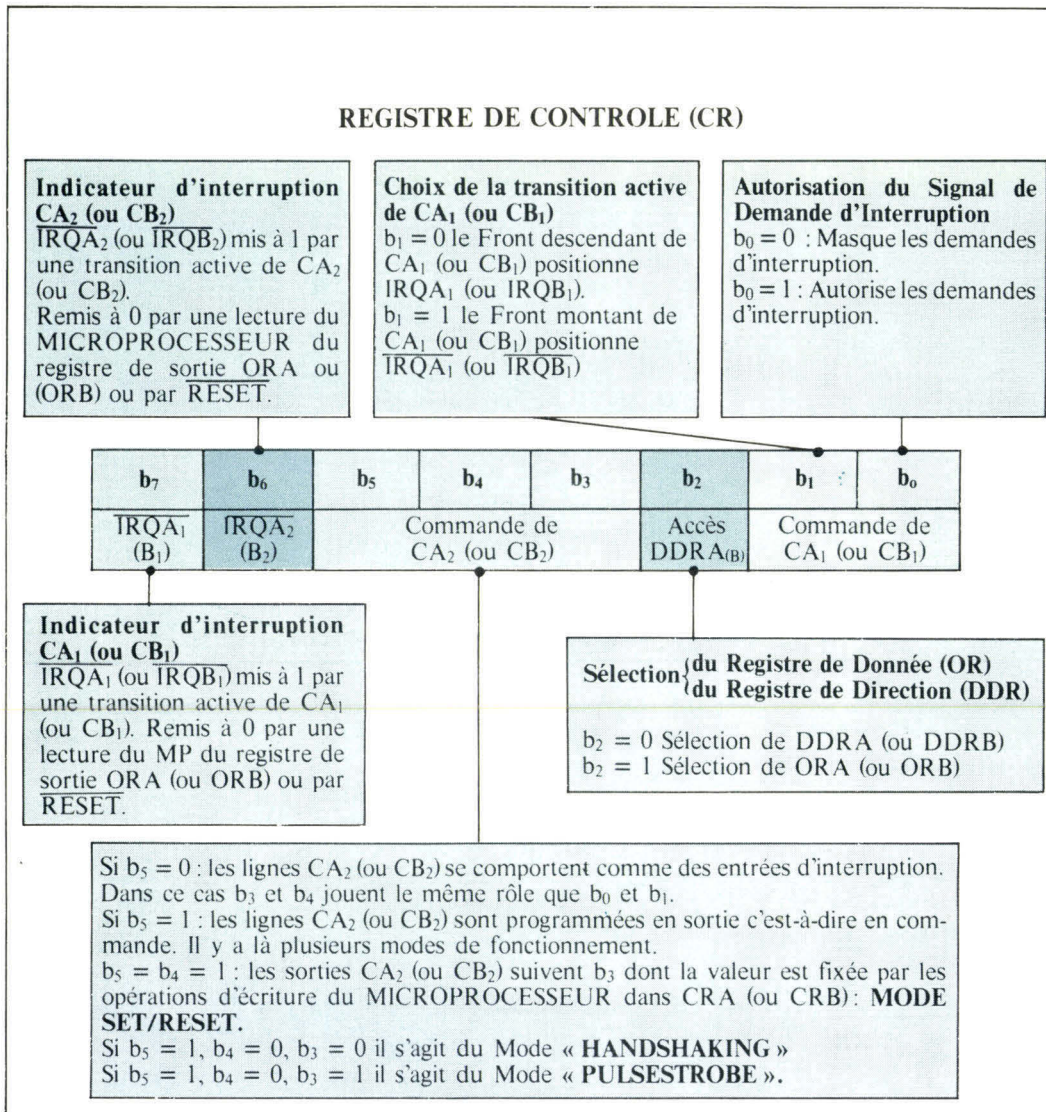 REGISTRE DE CONTROLE (CR)
Indicateur d'interruption
CA₂ (ou CB₂)
I̅R̅Q̅A̅₂ (ou I̅R̅Q̅B̅₂) mis à 1 par
une transition active de CA₂
(ou CB₂).
Remis à 0 par une lecture du
MICROPROCESSEUR du
registre de sortie ORA ou
(ORB) ou par R̅E̅S̅E̅T̅.
Choix de la transition active
de CA₁ (ou CB₁)
b₁ = 0 le Front descendant de
CA₁ (ou CB₁) positionne
IRQA₁ (ou IRQB₁).
b₁ = 1 le Front montant de
CA₁ (ou CB₁) positionne
I̅R̅Q̅A̅₁ (ou I̅R̅Q̅B̅₁)
Autorisation du Signal de
Demande d'Interruption
b₀ = 0 : Masque les demandes
d'interruption.
b₀ = 1 : Autorise les demandes
d'interruption.
b₇ b₆ b₅ b₄ b₃ b₂ b₁ b₀
I̅R̅Q̅A̅₁ I̅R̅Q̅A̅₂ Commande de Accès Commande de
(B₁) (B₂) CA₂ (ou CB₂) DDRA(B) CA₁ (ou CB₁)
Indicateur d'interruption
CA₁ (ou CB₁)
I̅R̅Q̅A̅₁ (ou I̅R̅Q̅B̅₁) mis à 1 par
une transition active de CA₁
(ou CB₁). Remis à 0 par une
lecture du MP du registre de
sortie ORA (ou ORB) ou par
R̅E̅S̅E̅T̅.
Sélection { du Registre de Donnée (OR)
du Registre de Direction (DDR)
b₂ = 0 Sélection de DDRA (ou DDRB)
b₂ = 1 Sélection de ORA (ou ORB)
Si b₅ = 0 : les lignes CA₂ (ou CB₂) se comportent comme des entrées d'interruption.
Dans ce cas b₃ et b₄ jouent le même rôle que b₀ et b₁.
Si b₅ = 1 : les lignes CA₂ (ou CB₂) sont programmées en sortie c'est-à-dire en com-
mande. Il y a là plusieurs modes de fonctionnement.
b₅ = b₄ = 1 : les sorties CA₂ (ou CB₂) suivent b₃ dont la valeur est fixée par les
opérations d'écriture du MICROPROCESSEUR dans CRA (ou CRB) : MODE
SET/RESET.
Si b₅ = 1, b₄ = 0, b₃ = 0 il s'agit du Mode « HANDSHAKING »
Si b₅ = 1, b₄ = 0, b₃ = 1 il s'agit du Mode « PULSESTROBE ».